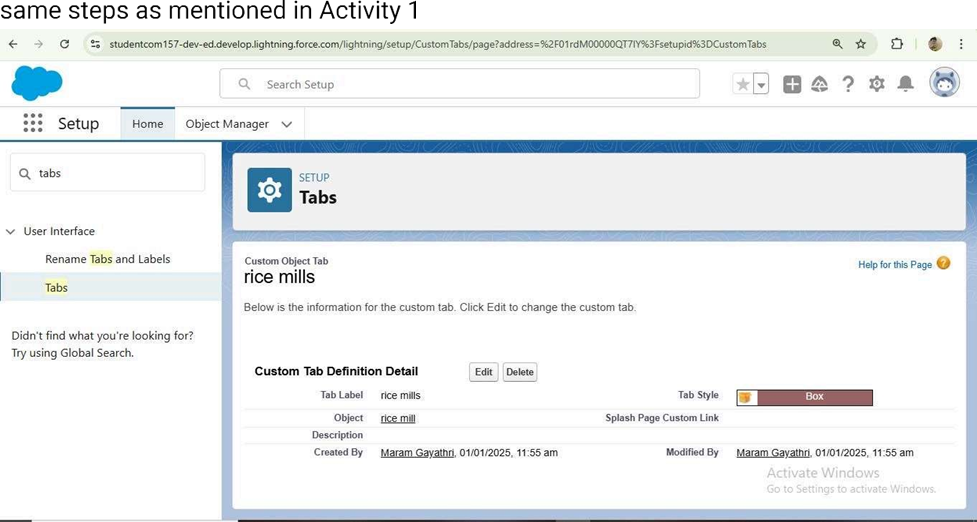 same steps as mentioned in Activity 1
studentcom157-dev-ed.develop.lightning.force.com/lightning/setup/CustomTabs/page?address=%2F01rdM00000QT7IY%3Fsetupid%3DCustomTabs
Search Setup
Setup
Home
Object Manager
tabs
User Interface
Rename Tabs and Labels
Tabs
Didn't find what you're looking for?
Try using Global Search.
SETUP
Tabs
Custom Object Tab
rice mills
Help for this Page
Below is the information for the custom tab. Click Edit to change the custom tab.
Custom Tab Definition Detail
Edit
Delete
Tab Label rice mills
Tab Style Box
Object rice mill
Splash Page Custom Link
Description
Created By Maram Gayathri, 01/01/2025, 11:55 am
Modified By Maram Gayathri, 01/01/2025, 11:55 am
Activate Windows
Go to Settings to activate Windows.